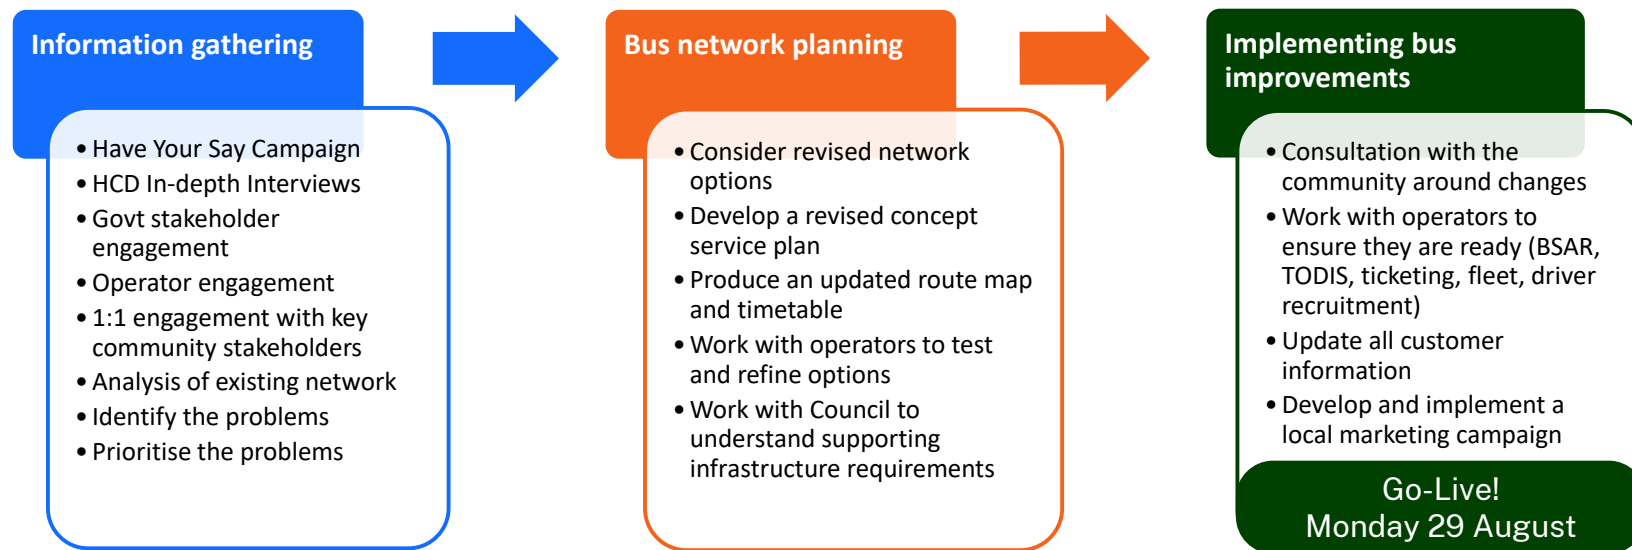 Information gathering
• Have Your Say Campaign
• HCD In-depth Interviews
• Govt stakeholder
engagement
• Operator engagement
• 1:1 engagement with key
community stakeholders
• Analysis of existing network
• Identify the problems
• Prioritise the problems
Bus network planning
• Consider revised network
options
• Develop a revised concept
service plan
• Produce an updated route map
and timetable
• Work with operators to test
and refine options
• Work with Council to
understand supporting
infrastructure requirements
Implementing bus
improvements
• Consultation with the
community around changes
• Work with operators to
ensure they are ready (BSAR,
TODIS, ticketing, fleet, driver
recruitment)
• Update all customer
information
• Develop and implement a
local marketing campaign
Go-Live!
Monday 29 August